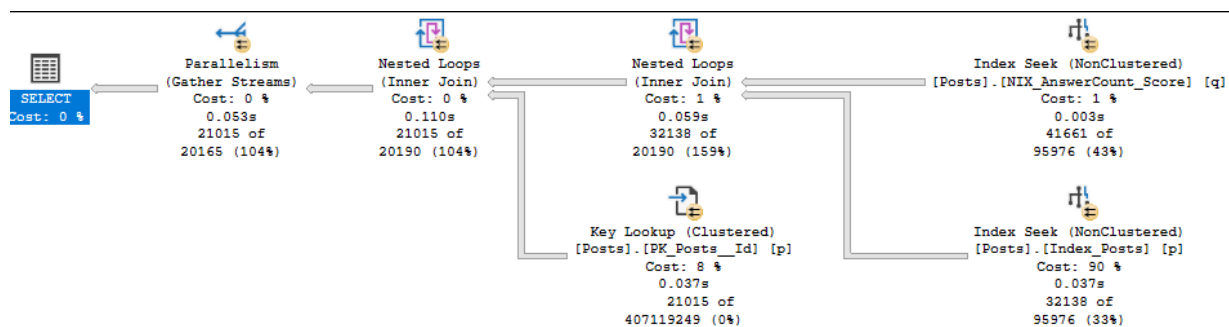 SELECT
Cost: 0 %
Parallelism
(Gather Streams)
Cost: 0 %
0.053s
21015 of
20165 (104%)
Nested Loops
(Inner Join)
Cost: 0 %
0.110s
21015 of
20190 (104%)
Nested Loops
(Inner Join)
Cost: 1 %
0.059s
32138 of
20190 (159%)
Index Seek (NonClustered)
[Posts].[NIX_AnswerCount_Score] [q]
Cost: 1 %
0.003s
41661 of
95976 (43%)
Key Lookup (Clustered)
[Posts].[PK_Posts__Id] [p]
Cost: 8 %
0.037s
21015 of
407119249 (0%)
Index Seek (NonClustered)
[Posts].[Index_Posts] [p]
Cost: 90 %
0.037s
32138 of
95976 (33%)